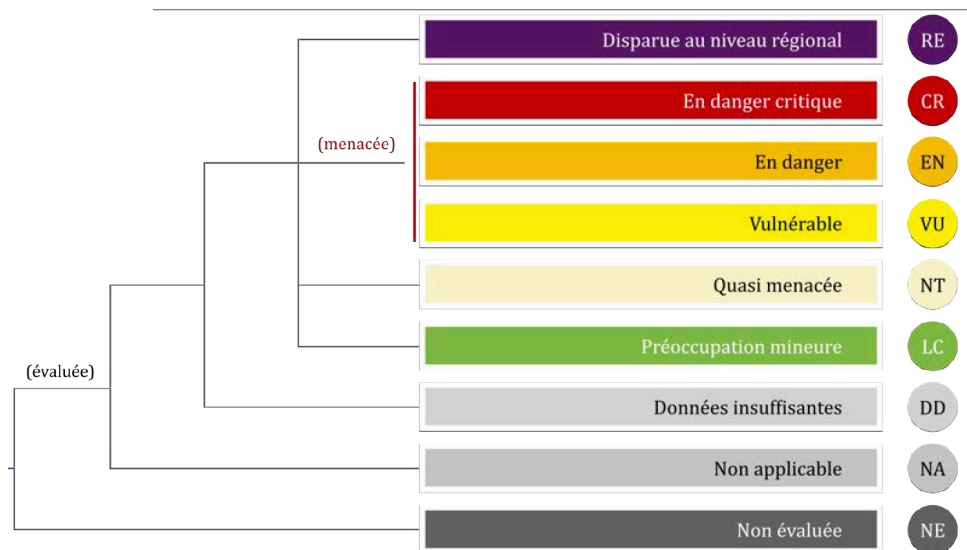 Disparue au niveau régional RE
En danger critique CR
(menacée)
En danger EN
Vulnérable VU
Quasi menacée NT
Préoccupation mineure LC
(évaluée)
Données insuffisantes DD
Non applicable NA
Non évaluée NE